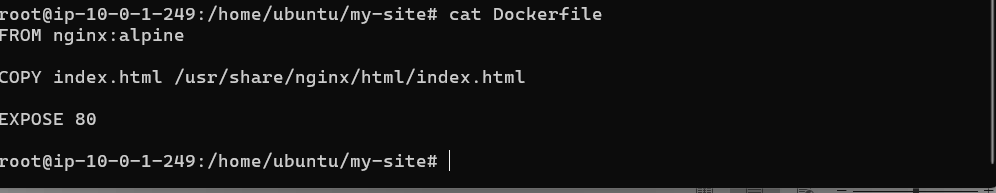 root@ip-10-0-1-249:/home/ubuntu/my-site# cat Dockerfile
FROM nginx:alpine
COPY index.html /usr/share/nginx/html/index.html
EXPOSE 80
root@ip-10-0-1-249:/home/ubuntu/my-site#